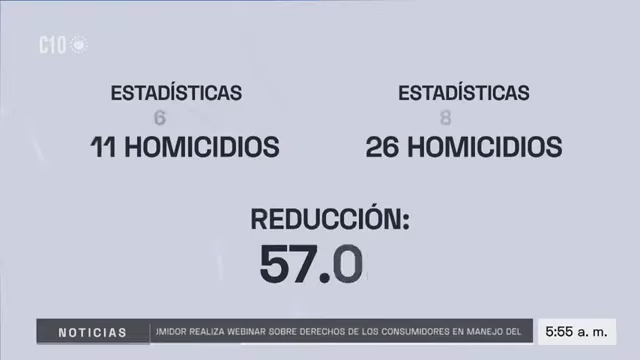 C10
ESTADÍSTICAS
6
11 HOMICIDIOS
ESTADÍSTICAS
8
26 HOMICIDIOS
REDUCCIÓN:
57.0
NOTICIAS
JMIDOR REALIZA WEBINAR SOBRE DERECHOS DE LOS CONSUMIDORES EN MANEJO DEL
5:55 a. m.